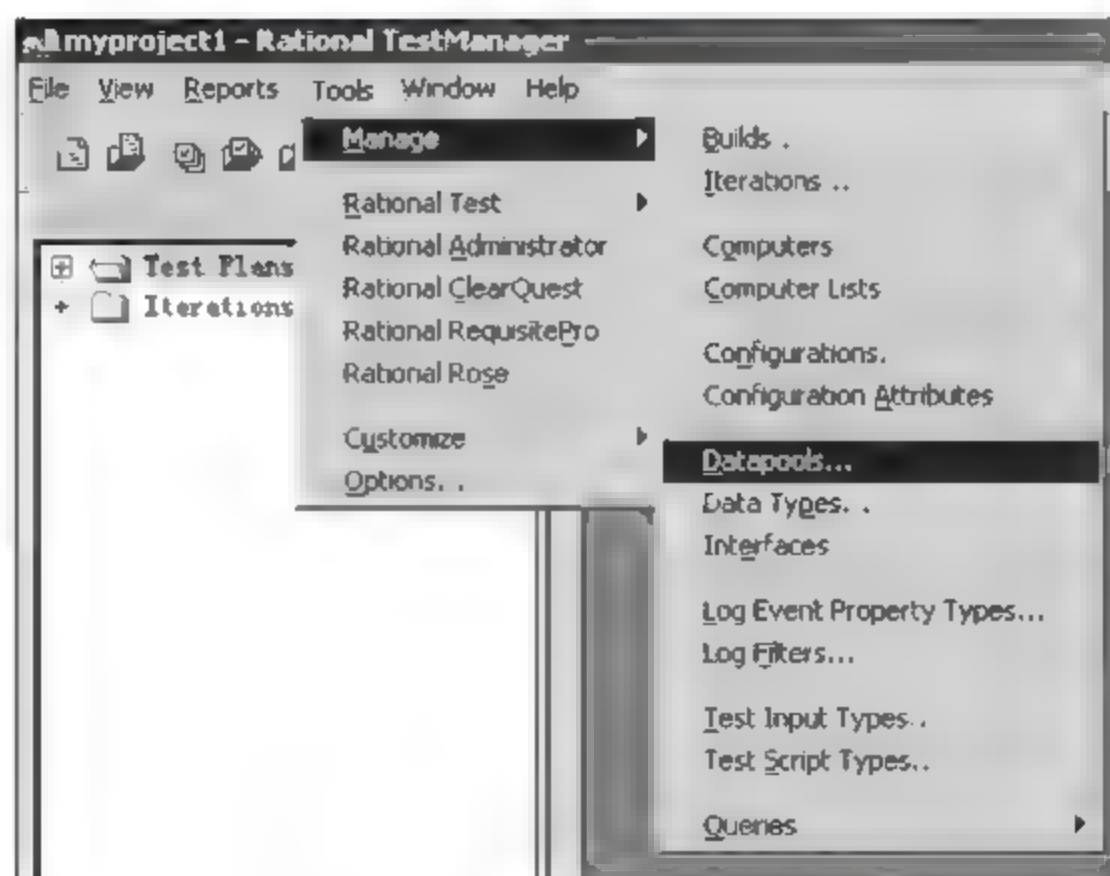 myproject1 - Rational TestManager
File View Reports Tools Window Help
Manage
Rational Test
Rational Administrator
Rational ClearQuest
Rational RequisitePro
Rational Rose
Customize
Options. .
Test Plans
Iterations
Builds .
Iterations ..
Computers
Computer Lists
Configurations.
Configuration Attributes
Datapools...
Data Types. .
Interfaces
Log Event Property Types...
Log Filters...
Test Input Types. .
Test Script Types..
Queries